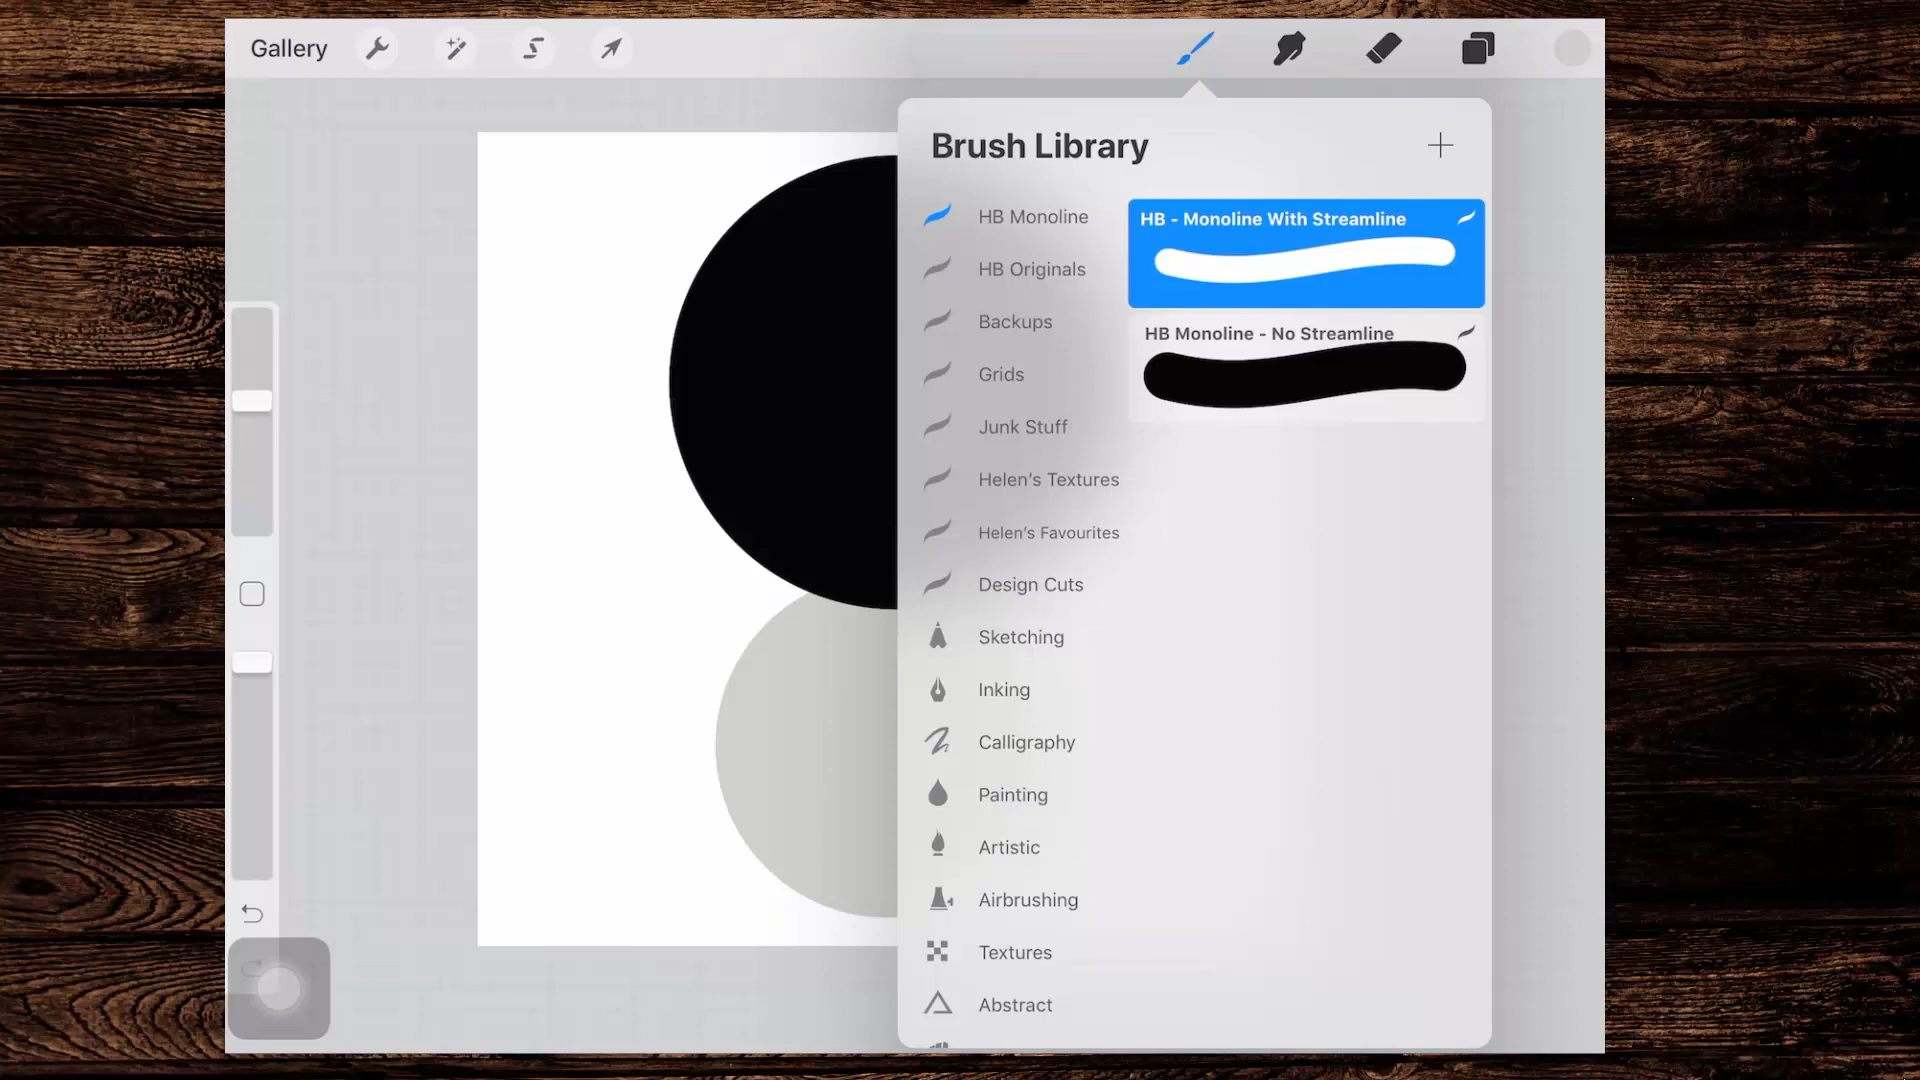 Gallery
Brush Library
HB Monoline
HB Originals
Backups
Grids
Junk Stuff
Helen's Textures
Helen's Favourites
Design Cuts
Sketching
Inking
Calligraphy
Painting
Artistic
Airbrushing
Textures
Abstract
HB - Monoline With Streamline
HB Monoline - No Streamline